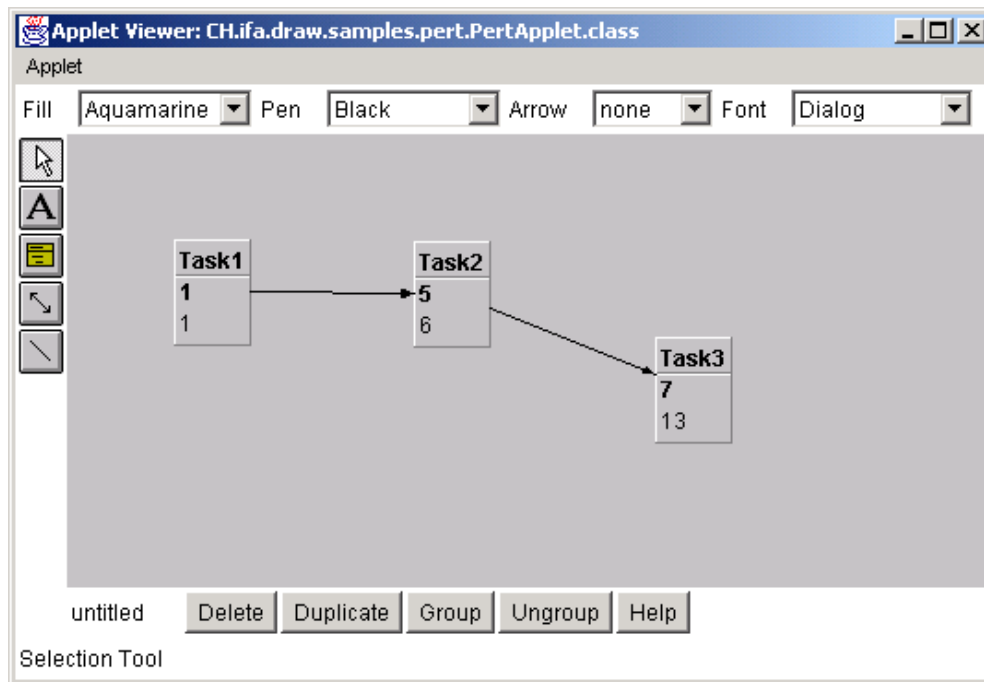 Applet Viewer: CH.ifa.draw.samples.pert.PertApplet.class
Applet
Fill Aquamarine Pen Black Arrow none Font Dialog
A
Task1
1
1
Task2
5
6
Task3
7
13
untitled Delete Duplicate Group Ungroup Help
Selection Tool